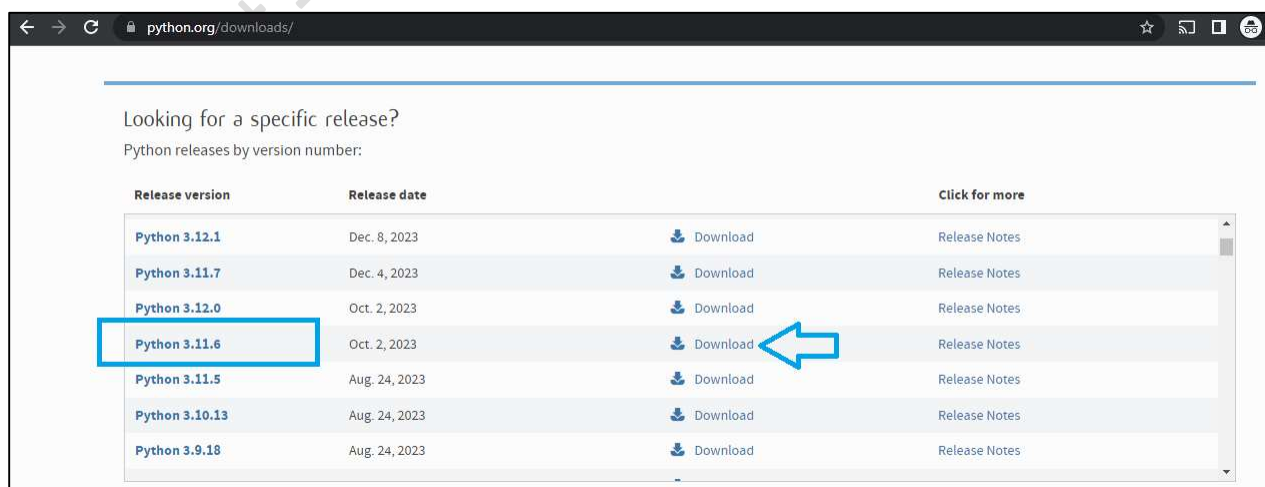 python.org/downloads/
Looking for a specific release?
Python releases by version number:
Release version Release date Click for more
Python 3.12.1 Dec. 8, 2023 Download Release Notes
Python 3.11.7 Dec. 4, 2023 Download Release Notes
Python 3.12.0 Oct. 2, 2023 Download Release Notes
Python 3.11.6 Oct. 2, 2023 Download Release Notes
Python 3.11.5 Aug. 24, 2023 Download Release Notes
Python 3.10.13 Aug. 24, 2023 Download Release Notes
Python 3.9.18 Aug. 24, 2023 Download Release Notes